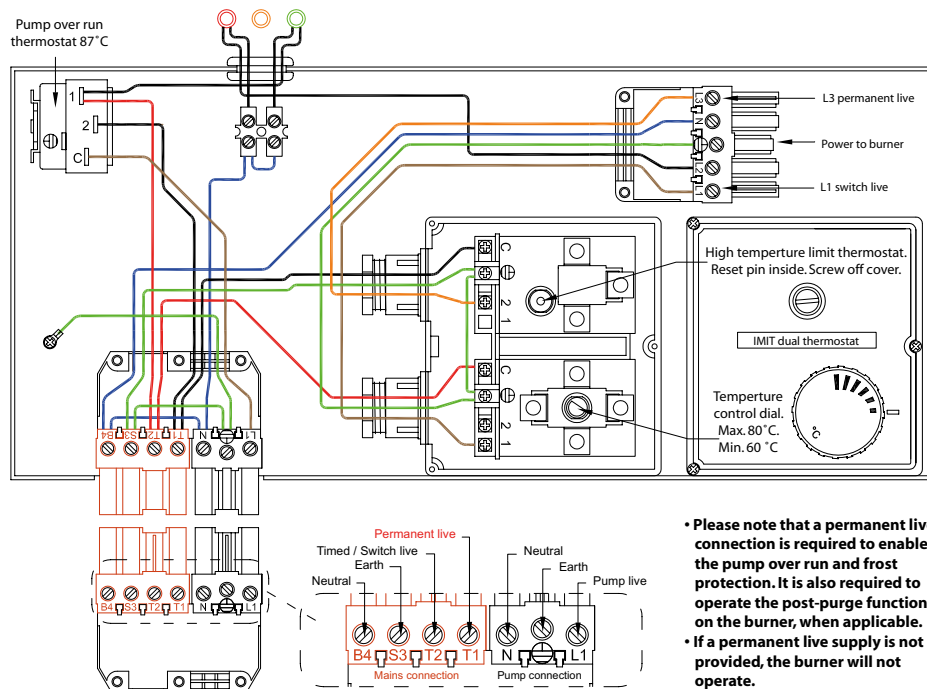 Pump over run
thermostat 87˚C
1
2
C
L3
N
L2
L1
L3 permanent live
Power to burner
L1 switch live
C
2
1
C
2
1
High temperture limit thermostat.
Reset pin inside. Screw off cover.
IMIT dual thermostat
Temperture
control dial.
Max. 80˚C.
Min. 60 ˚C
˚C
B4 S3 T2 T1 N L1
B4 S3 T2 T1 N L1
Permanent live
Timed / Switch live
Earth
Neutral
Neutral
Earth
Pump live
B4 S3 T2 T1 N L1
Mains connection
Pump connection
• Please note that a permanent live
connection is required to enable
the pump over run and frost
protection. It is also required to
operate the post-purge function
on the burner, when applicable.
• If a permanent live supply is not
provided, the burner will not
operate.